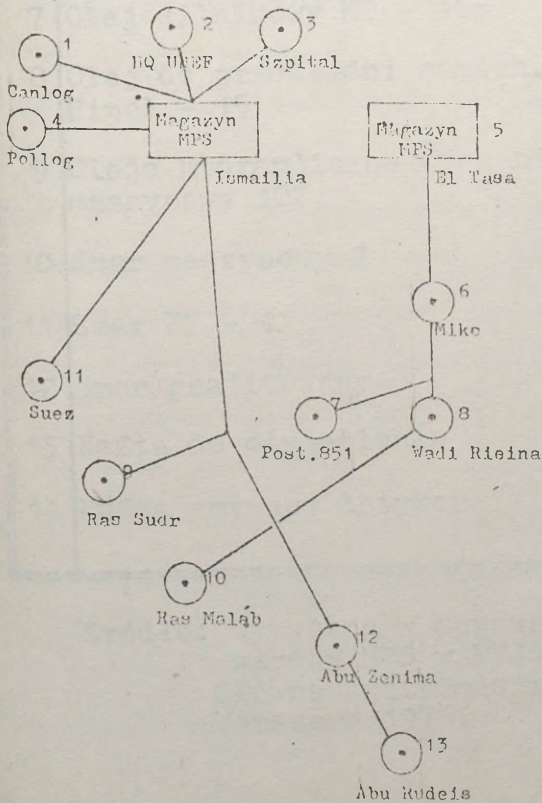 1
2
3
Canlog
HQ UNEF
Szpital
4
Pollog
Magazyn
MPS
Ismailia
Magazyn
MPS
5
El Tasa
6
Mike
11
Suez
7
Post.851
8
Wadi Rieina
9
Ras Sudr
10
Ras Malab
12
Abu Zenima
13
Abu Rudeis